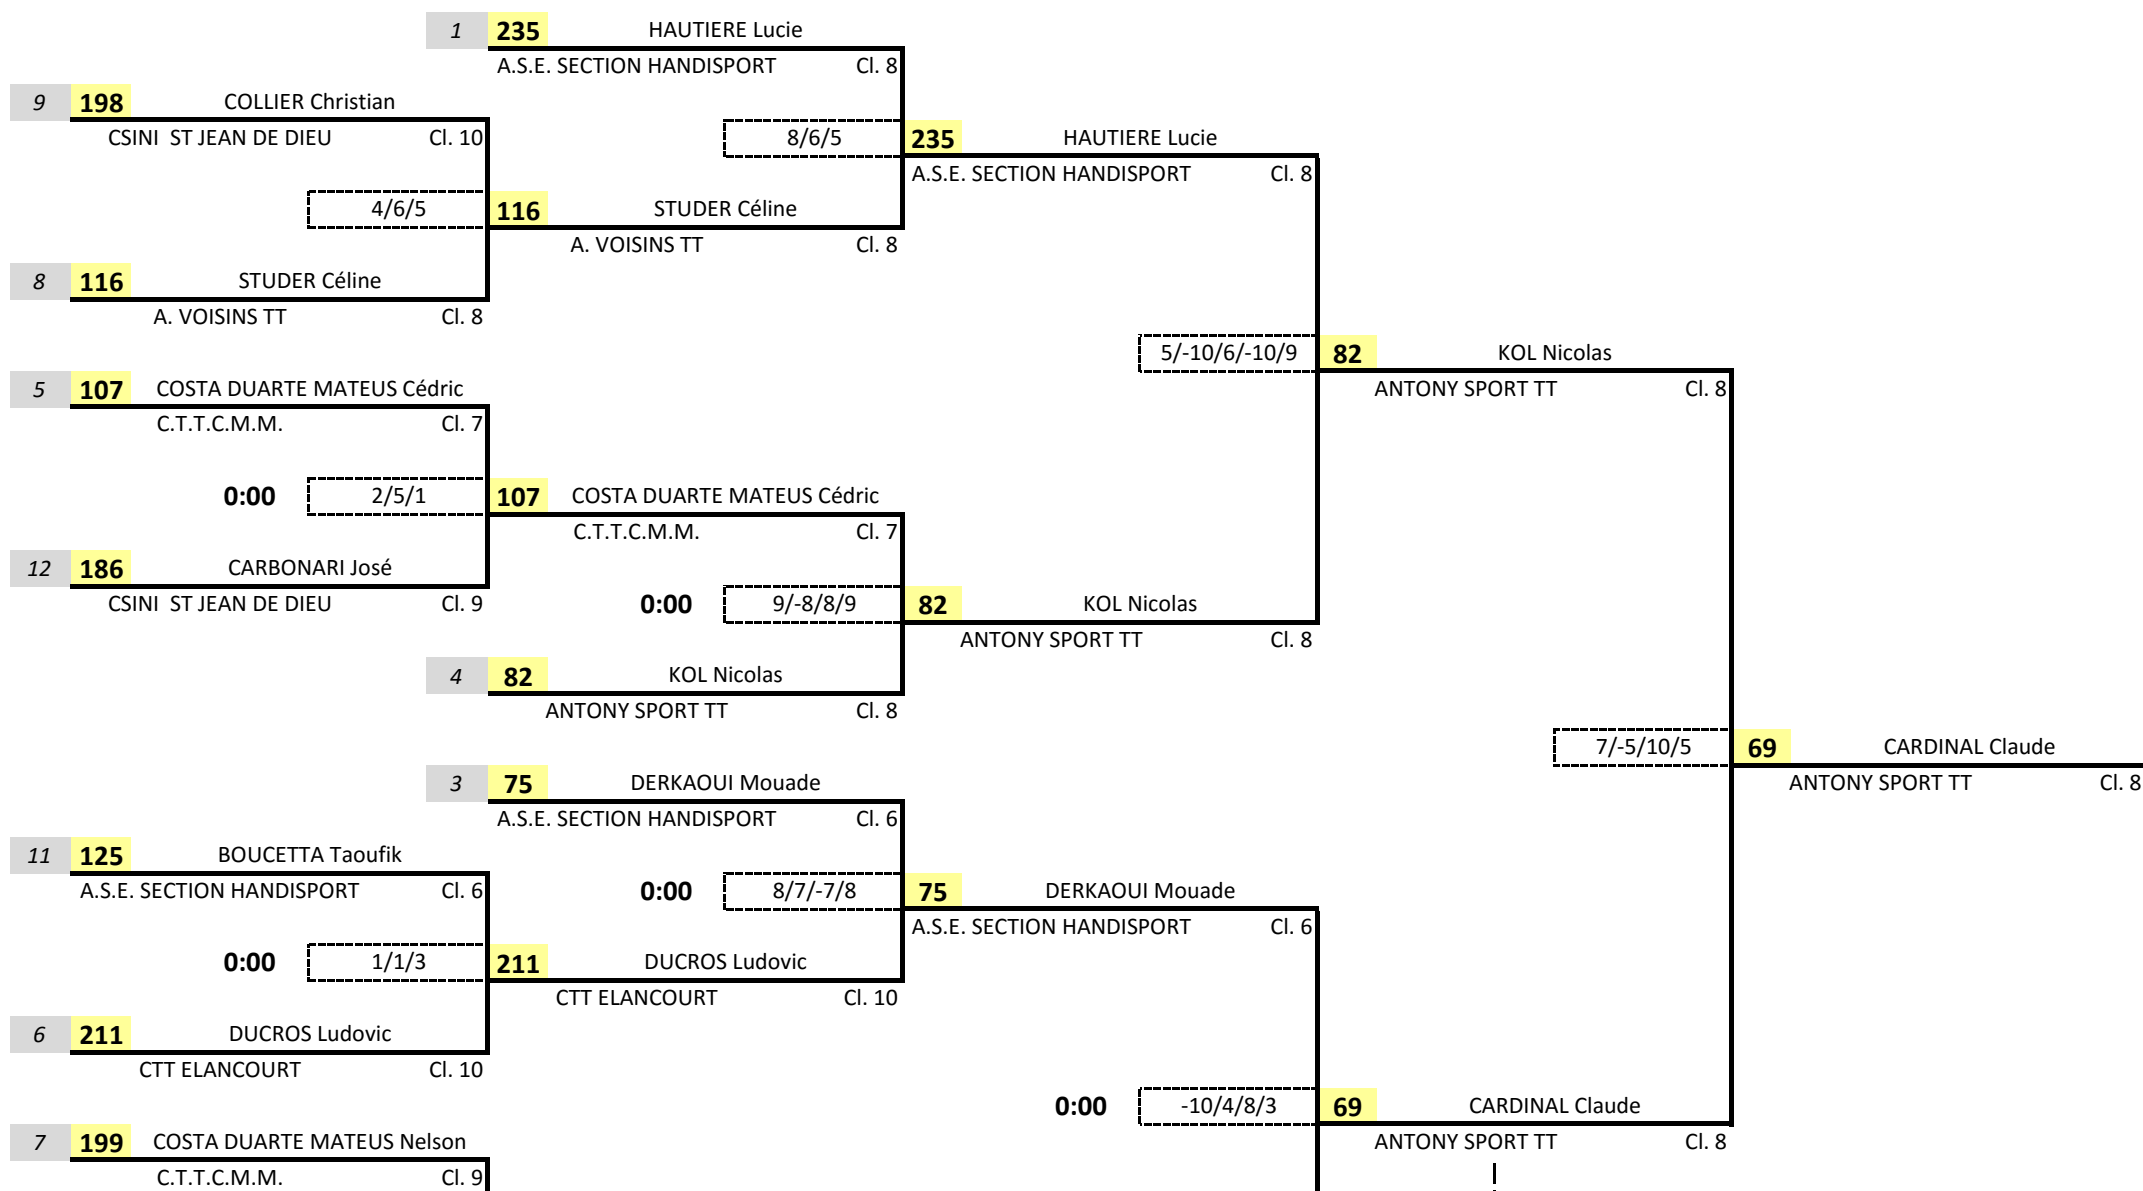 1 235 HAUTIERE Lucie
A.S.E. SECTION HANDISPORT Cl. 8
9 198 COLLIER Christian
CSINI ST JEAN DE DIEU Cl. 10
8/6/5 235 HAUTIERE Lucie
A.S.E. SECTION HANDISPORT Cl. 8
4/6/5 116 STUDER Céline
A. VOISINS TT Cl. 8
8 116 STUDER Céline
A. VOISINS TT Cl. 8
5/-10/6/-10/9 82 KOL Nicolas
ANTONY SPORT TT Cl. 8
5 107 COSTA DUARTE MATEUS Cédric
C.T.T.C.M.M. Cl. 7
0:00 2/5/1 107 COSTA DUARTE MATEUS Cédric
C.T.T.C.M.M. Cl. 7
12 186 CARBONARI José
CSINI ST JEAN DE DIEU Cl. 9
0:00 9/-8/8/9 82 KOL Nicolas
ANTONY SPORT TT Cl. 8
4 82 KOL Nicolas
ANTONY SPORT TT Cl. 8
7/-5/10/5 69 CARDINAL Claude
ANTONY SPORT TT Cl. 8
3 75 DERKAOUI Mouade
A.S.E. SECTION HANDISPORT Cl. 6
11 125 BOUCETTA Taoufik
A.S.E. SECTION HANDISPORT Cl. 6
0:00 8/7/-7/8 75 DERKAOUI Mouade
A.S.E. SECTION HANDISPORT Cl. 6
0:00 1/1/3 211 DUCROS Ludovic
CTT ELANCOURT Cl. 10
6 211 DUCROS Ludovic
CTT ELANCOURT Cl. 10
0:00 -10/4/8/3 69 CARDINAL Claude
ANTONY SPORT TT Cl. 8
7 199 COSTA DUARTE MATEUS Nelson
C.T.T.C.M.M. Cl. 9